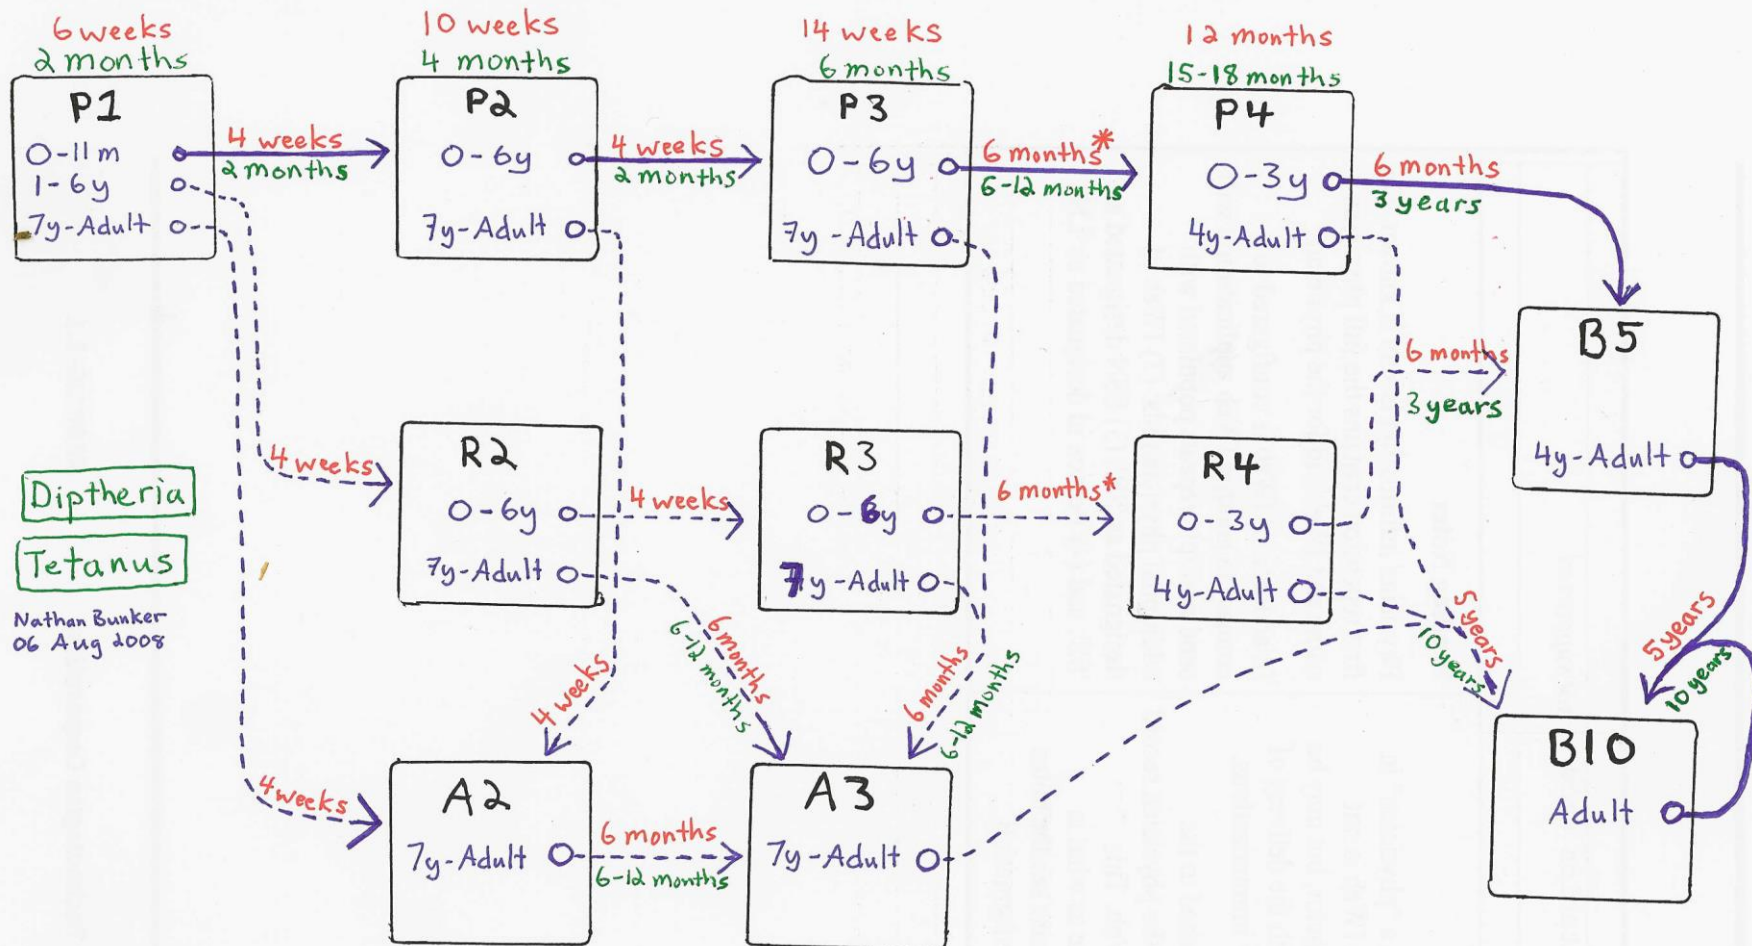 6 weeks
2 months
10 weeks
4 months
14 weeks
6 months
12 months
15-18 months
P1
0-11m
1-6y
7y-Adult
4 weeks
2 months
P2
0-6y
7y-Adult
4 weeks
2 months
P3
0-6y
7y-Adult
6 months*
6-12 months
P4
0-3y
4y-Adult
6 months
3 years
B5
4y-Adult
6 months
3 years
4 weeks
R2
0-6y
7y-Adult
4 weeks
R3
0-6y
7y-Adult
6 months*
R4
0-3y
4y-Adult
Diptheria
Tetanus
Nathan Bunker
06 Aug 2008
4 weeks
6 months
6-12 months
6 months
6-12 months
5 years
10 years
5 years
10 years
4 weeks
A2
7y-Adult
6 months
6-12 months
A3
7y-Adult
B10
Adult